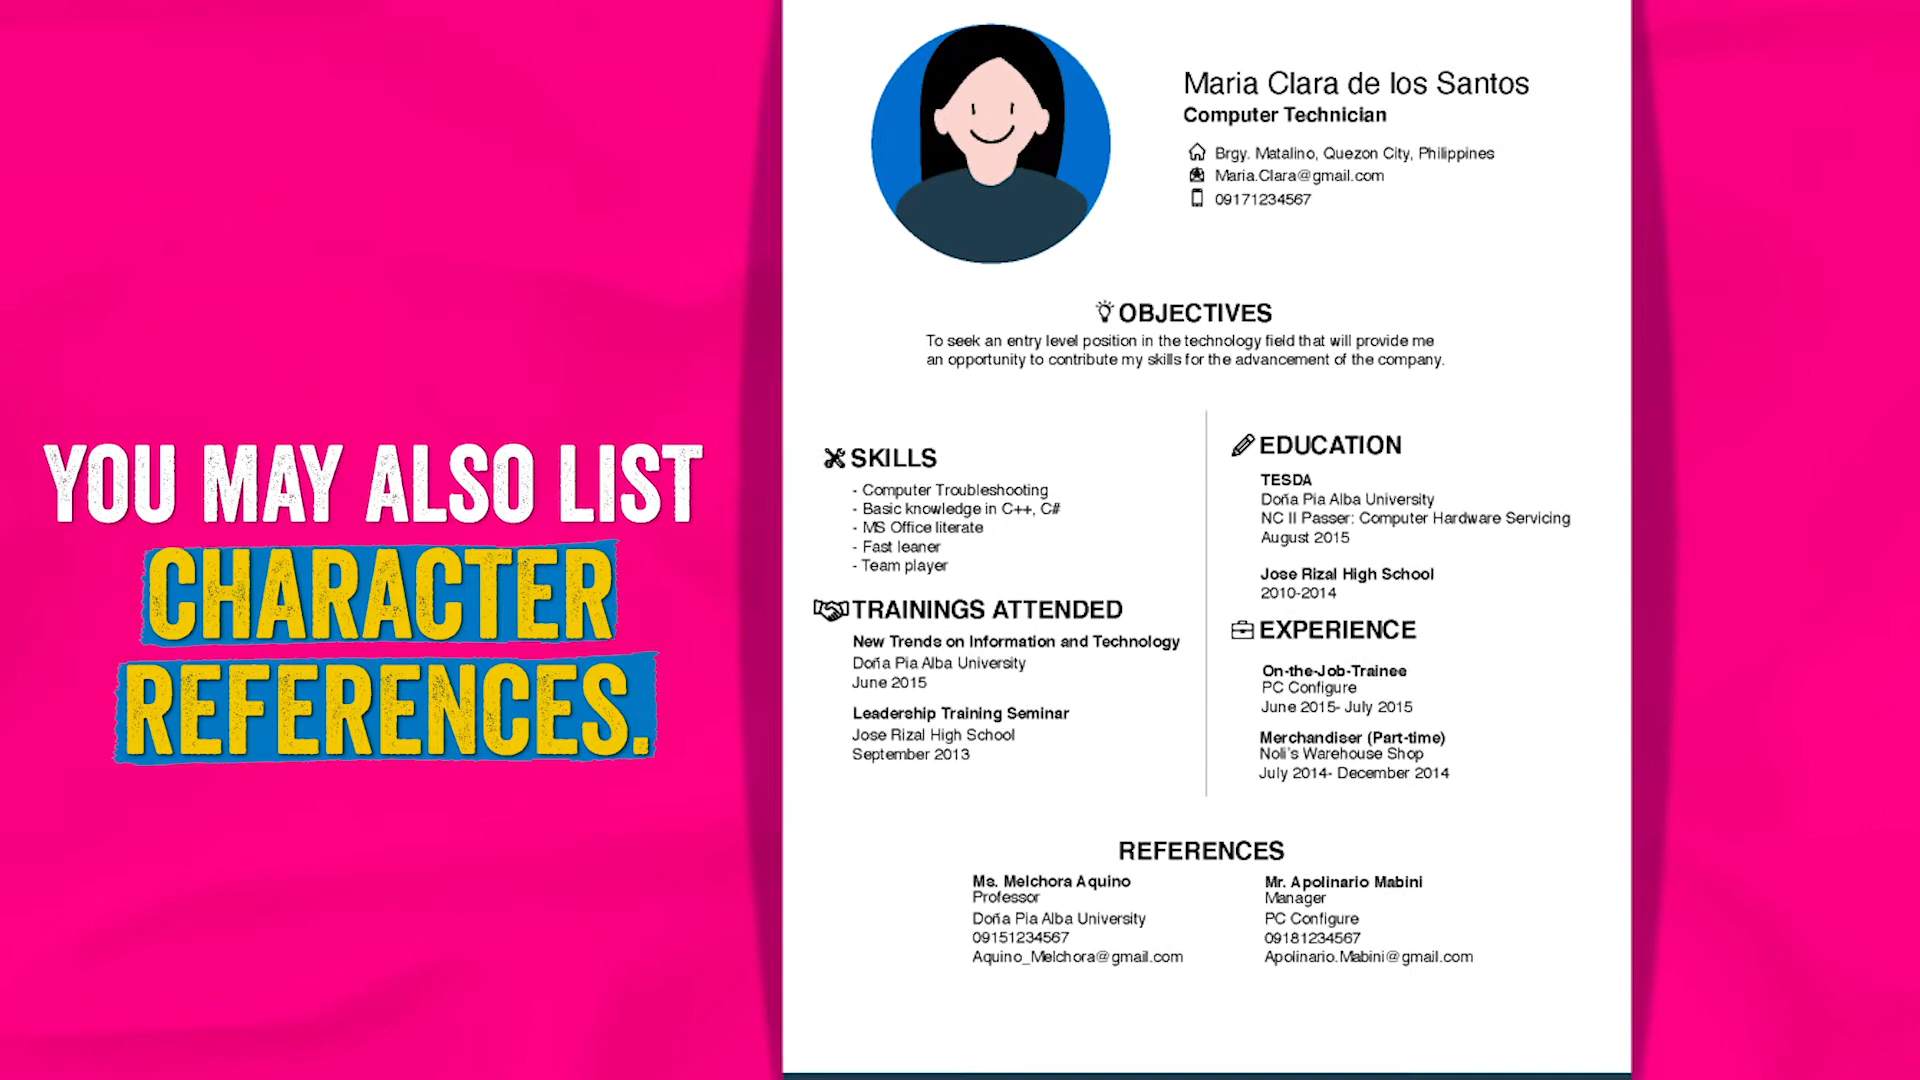 YOU MAY ALSO LIST
CHARACTER
REFERENCES.
Maria Clara de los Santos
Computer Technician
Brgy. Matalino, Quezon City, Philippines
Maria.Clara@gmail.com
09171234567
OBJECTIVES
To seek an entry level position in the technology field that will provide me
an opportunity to contribute my skills for the advancement of the company.
SKILLS
- Computer Troubleshooting
- Basic knowledge in C++, C#
- MS Office literate
- Fast leaner
- Team player
TRAININGS ATTENDED
New Trends on Information and Technology
Doña Pia Alba University
June 2015
Leadership Training Seminar
Jose Rizal High School
September 2013
EDUCATION
TESDA
Doña Pia Alba University
NC II Passer: Computer Hardware Servicing
August 2015
Jose Rizal High School
2010-2014
EXPERIENCE
On-the-Job-Trainee
PC Configure
June 2015- July 2015
Merchandiser (Part-time)
Noli's Warehouse Shop
July 2014- December 2014
REFERENCES
Ms. Melchora Aquino
Professor
Doña Pia Alba University
09151234567
Aquino_Melchora@gmail.com
Mr. Apolinario Mabini
Manager
PC Configure
09181234567
Apolinario.Mabini@gmail.com